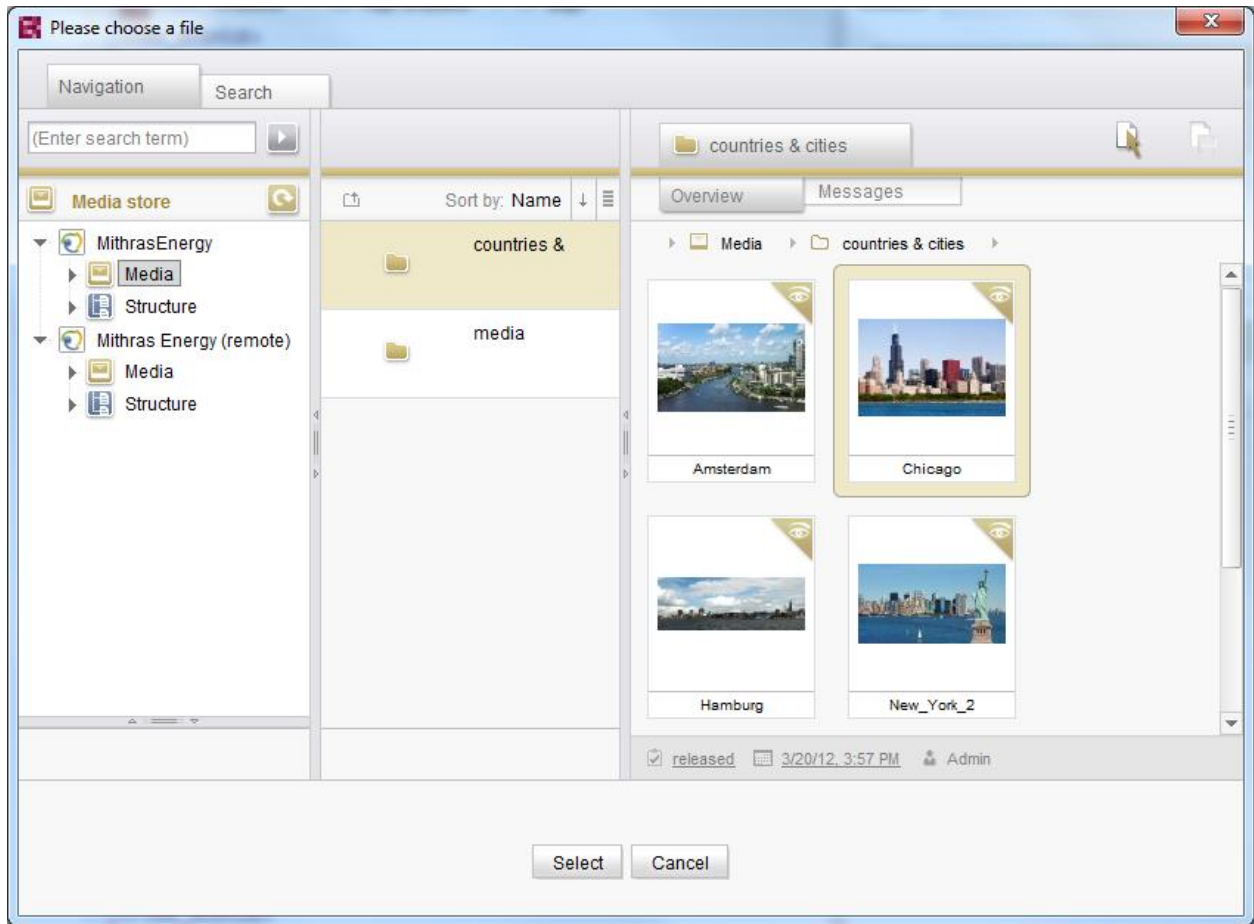 Please choose a file
Navigation
Search
(Enter search term)
countries & cities
Media store
Sort by: Name
Overview
Messages
MithrasEnergy
Media
Structure
Mithras Energy (remote)
Media
Structure
countries &
media
Media
countries & cities
Amsterdam
Chicago
Hamburg
New_York_2
released 3/20/12, 3:57 PM Admin
Select Cancel